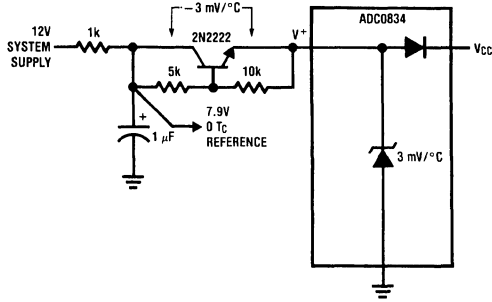 – 3 mV/°C
ADC0834
12V
SYSTEM
SUPPLY
1k
2N2222
V+
VCC
5k
10k
+
1 μF
7.9V
0 TC
REFERENCE
3 mV/°C